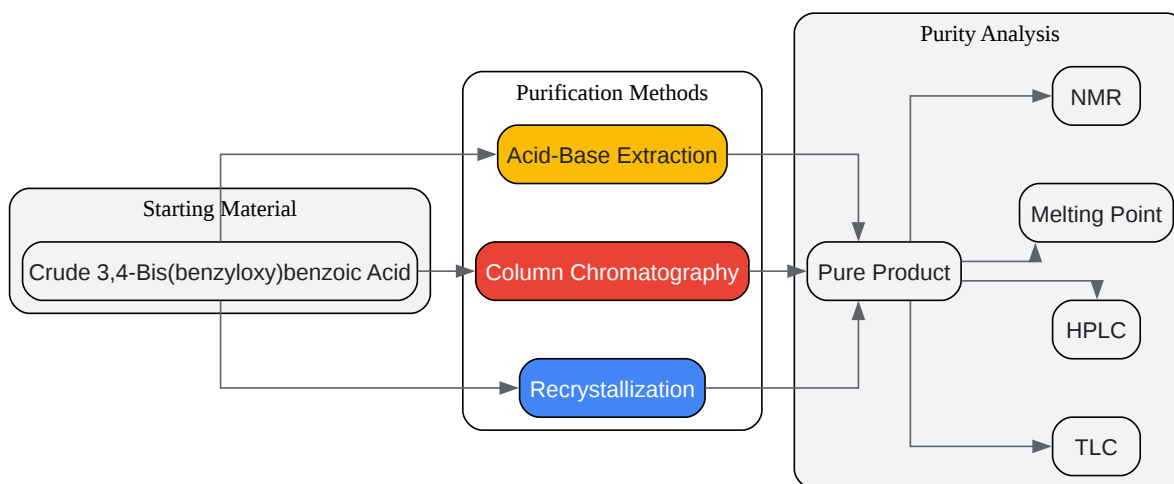 Starting Material
Crude 3,4-Bis(benzyloxy)benzoic Acid
Purification Methods
Acid-Base Extraction
Column Chromatography
Recrystallization
Purity Analysis
Pure Product
NMR
Melting Point
HPLC
TLC